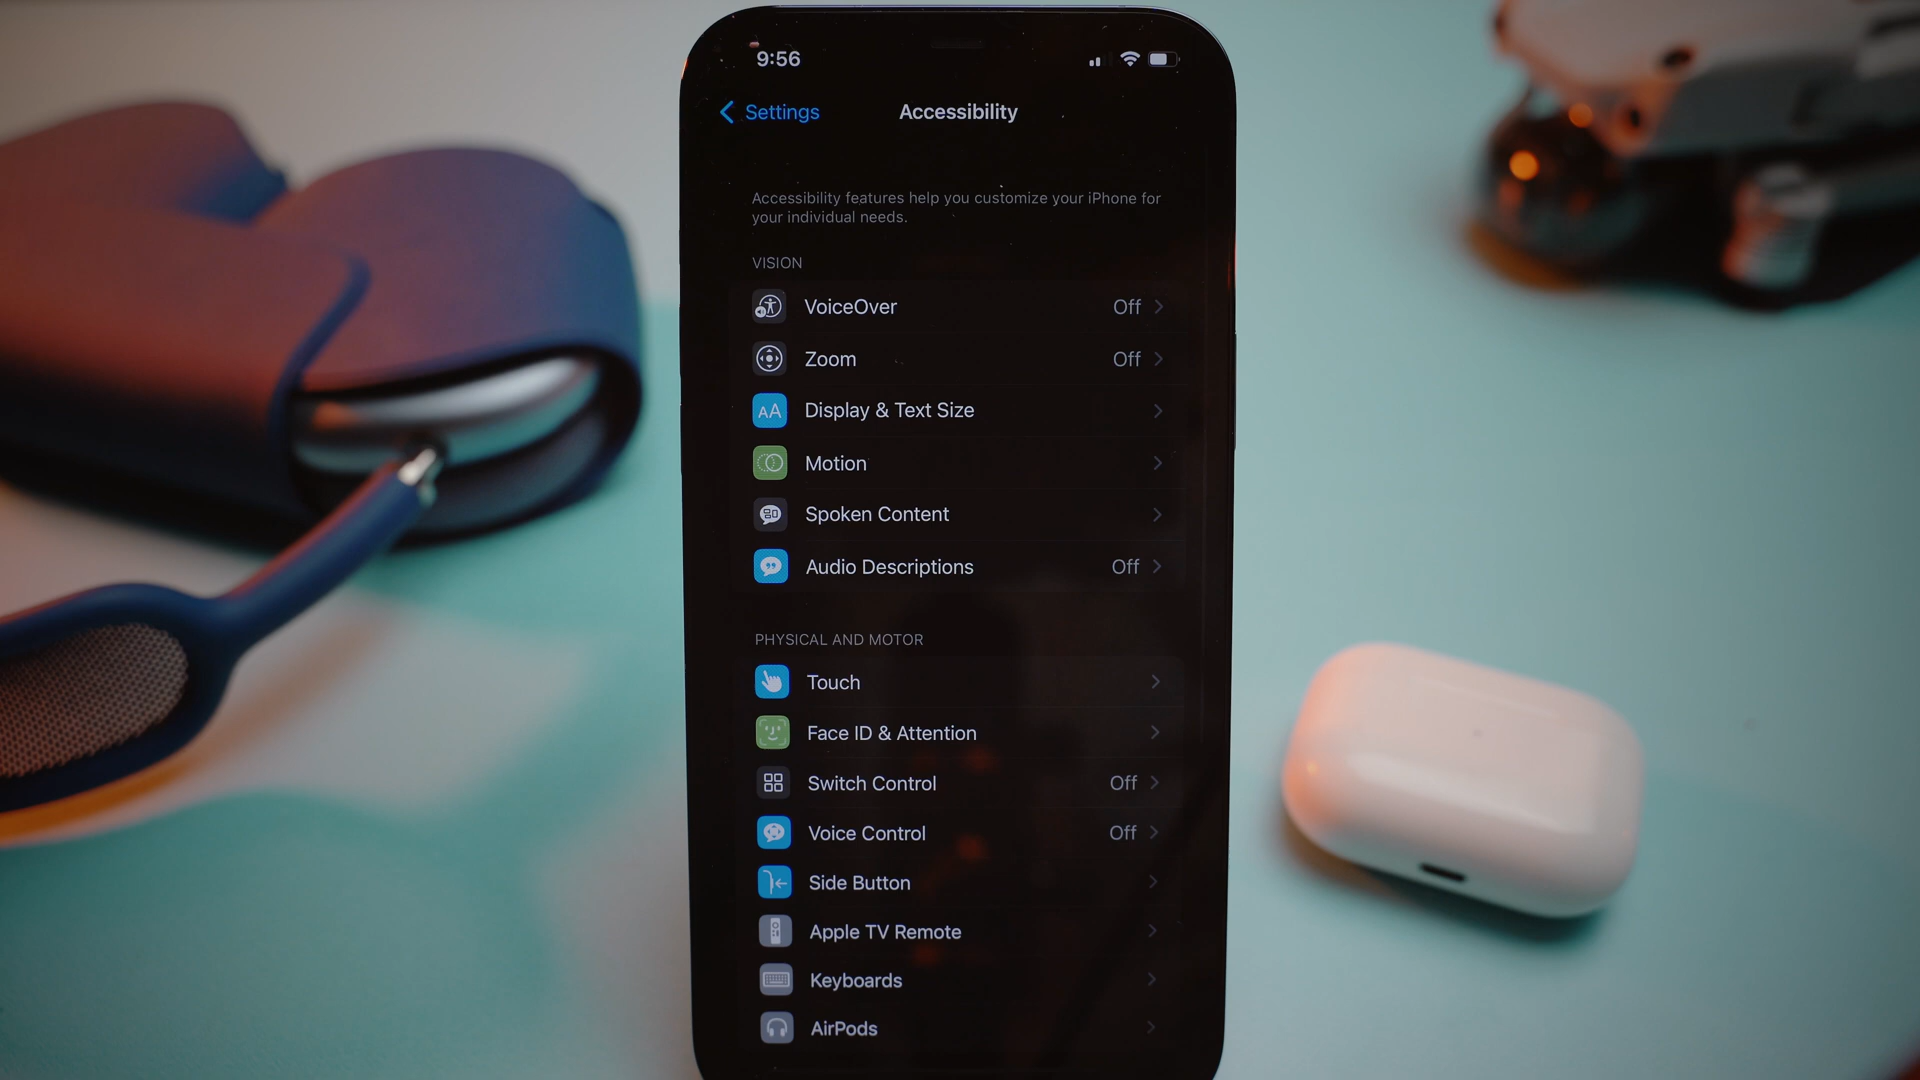 9:56
Settings
Accessibility
Accessibility features help you customize your iPhone for
your individual needs.
VISION
VoiceOver Off
Zoom Off
AA Display & Text Size
Motion
Spoken Content
Audio Descriptions Off
PHYSICAL AND MOTOR
Touch
Face ID & Attention
Switch Control Off
Voice Control Off
Side Button
Apple TV Remote
Keyboards
AirPods